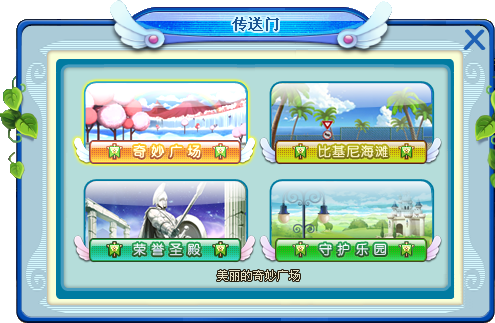 传送门
奇妙广场
比基尼海滩
荣誉圣殿
守护乐园
美丽的奇妙广场